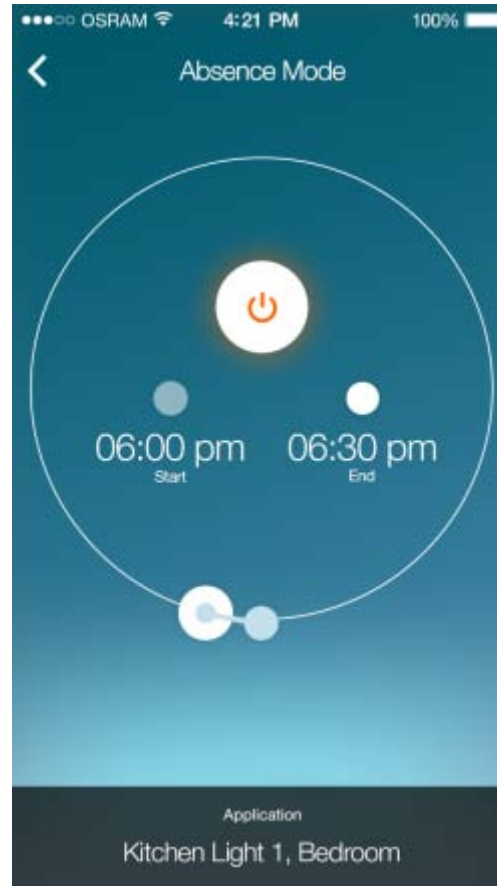 OSRAM 4:21 PM 100%
Absence Mode
06:00 pm 06:30 pm
Start End
Application
Kitchen Light 1, Bedroom